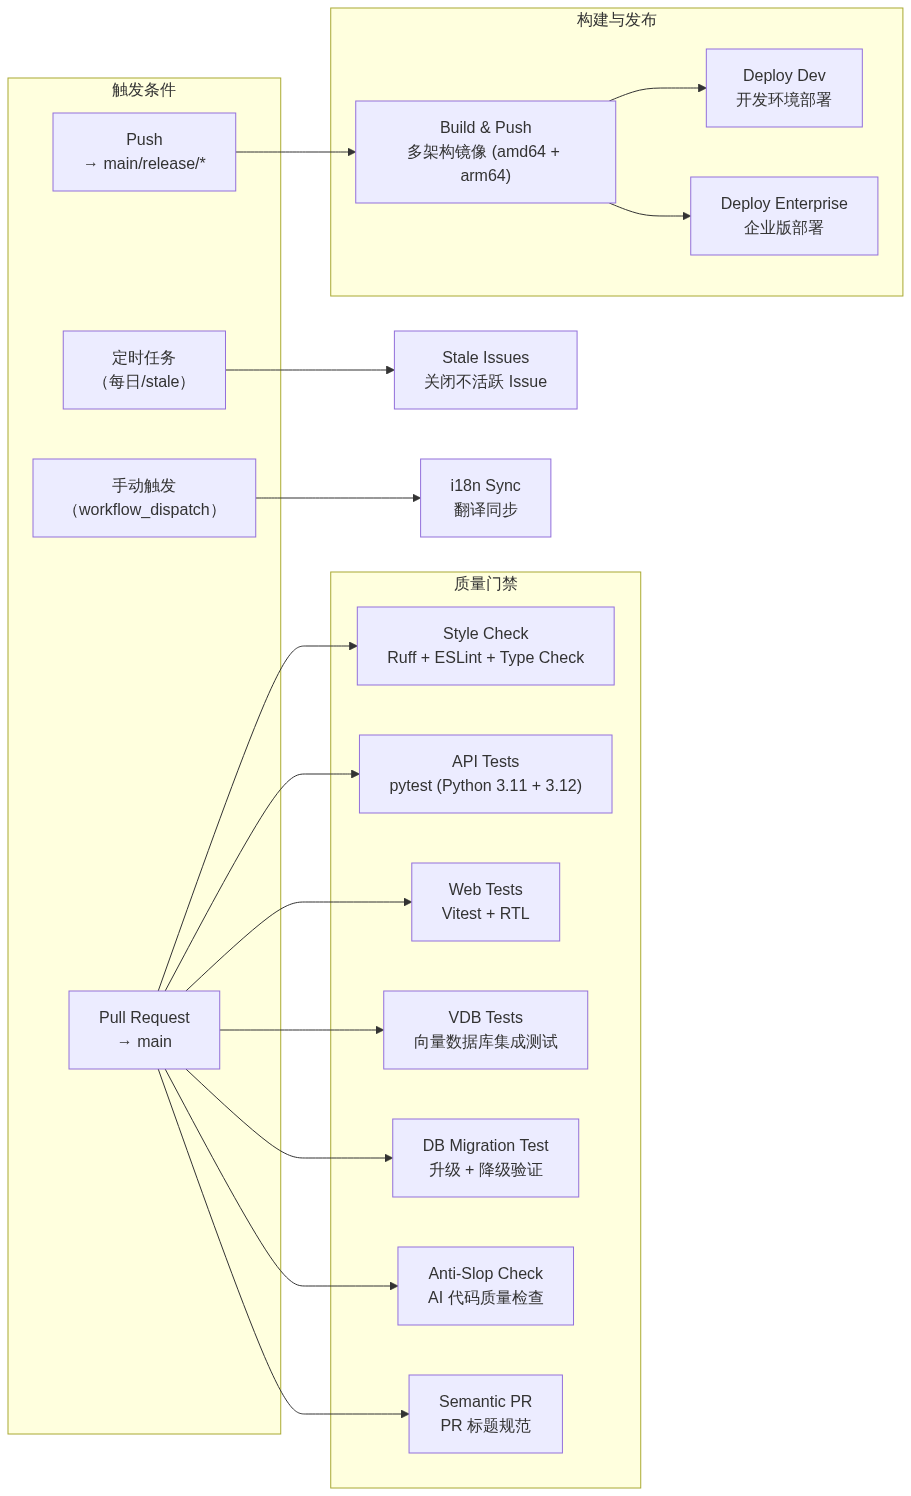 构建与发布
触发条件
Push
→ main/release/*
Build & Push
多架构镜像 (amd64 +
arm64)
Deploy Dev
开发环境部署
Deploy Enterprise
企业版部署
定时任务
（每日/stale）
Stale Issues
关闭不活跃 Issue
手动触发
（workflow_dispatch）
i18n Sync
翻译同步
质量门禁
Style Check
Ruff + ESLint + Type Check
API Tests
pytest (Python 3.11 + 3.12)
Web Tests
Vitest + RTL
Pull Request
→ main
VDB Tests
向量数据库集成测试
DB Migration Test
升级 + 降级验证
Anti-Slop Check
AI 代码质量检查
Semantic PR
PR 标题规范